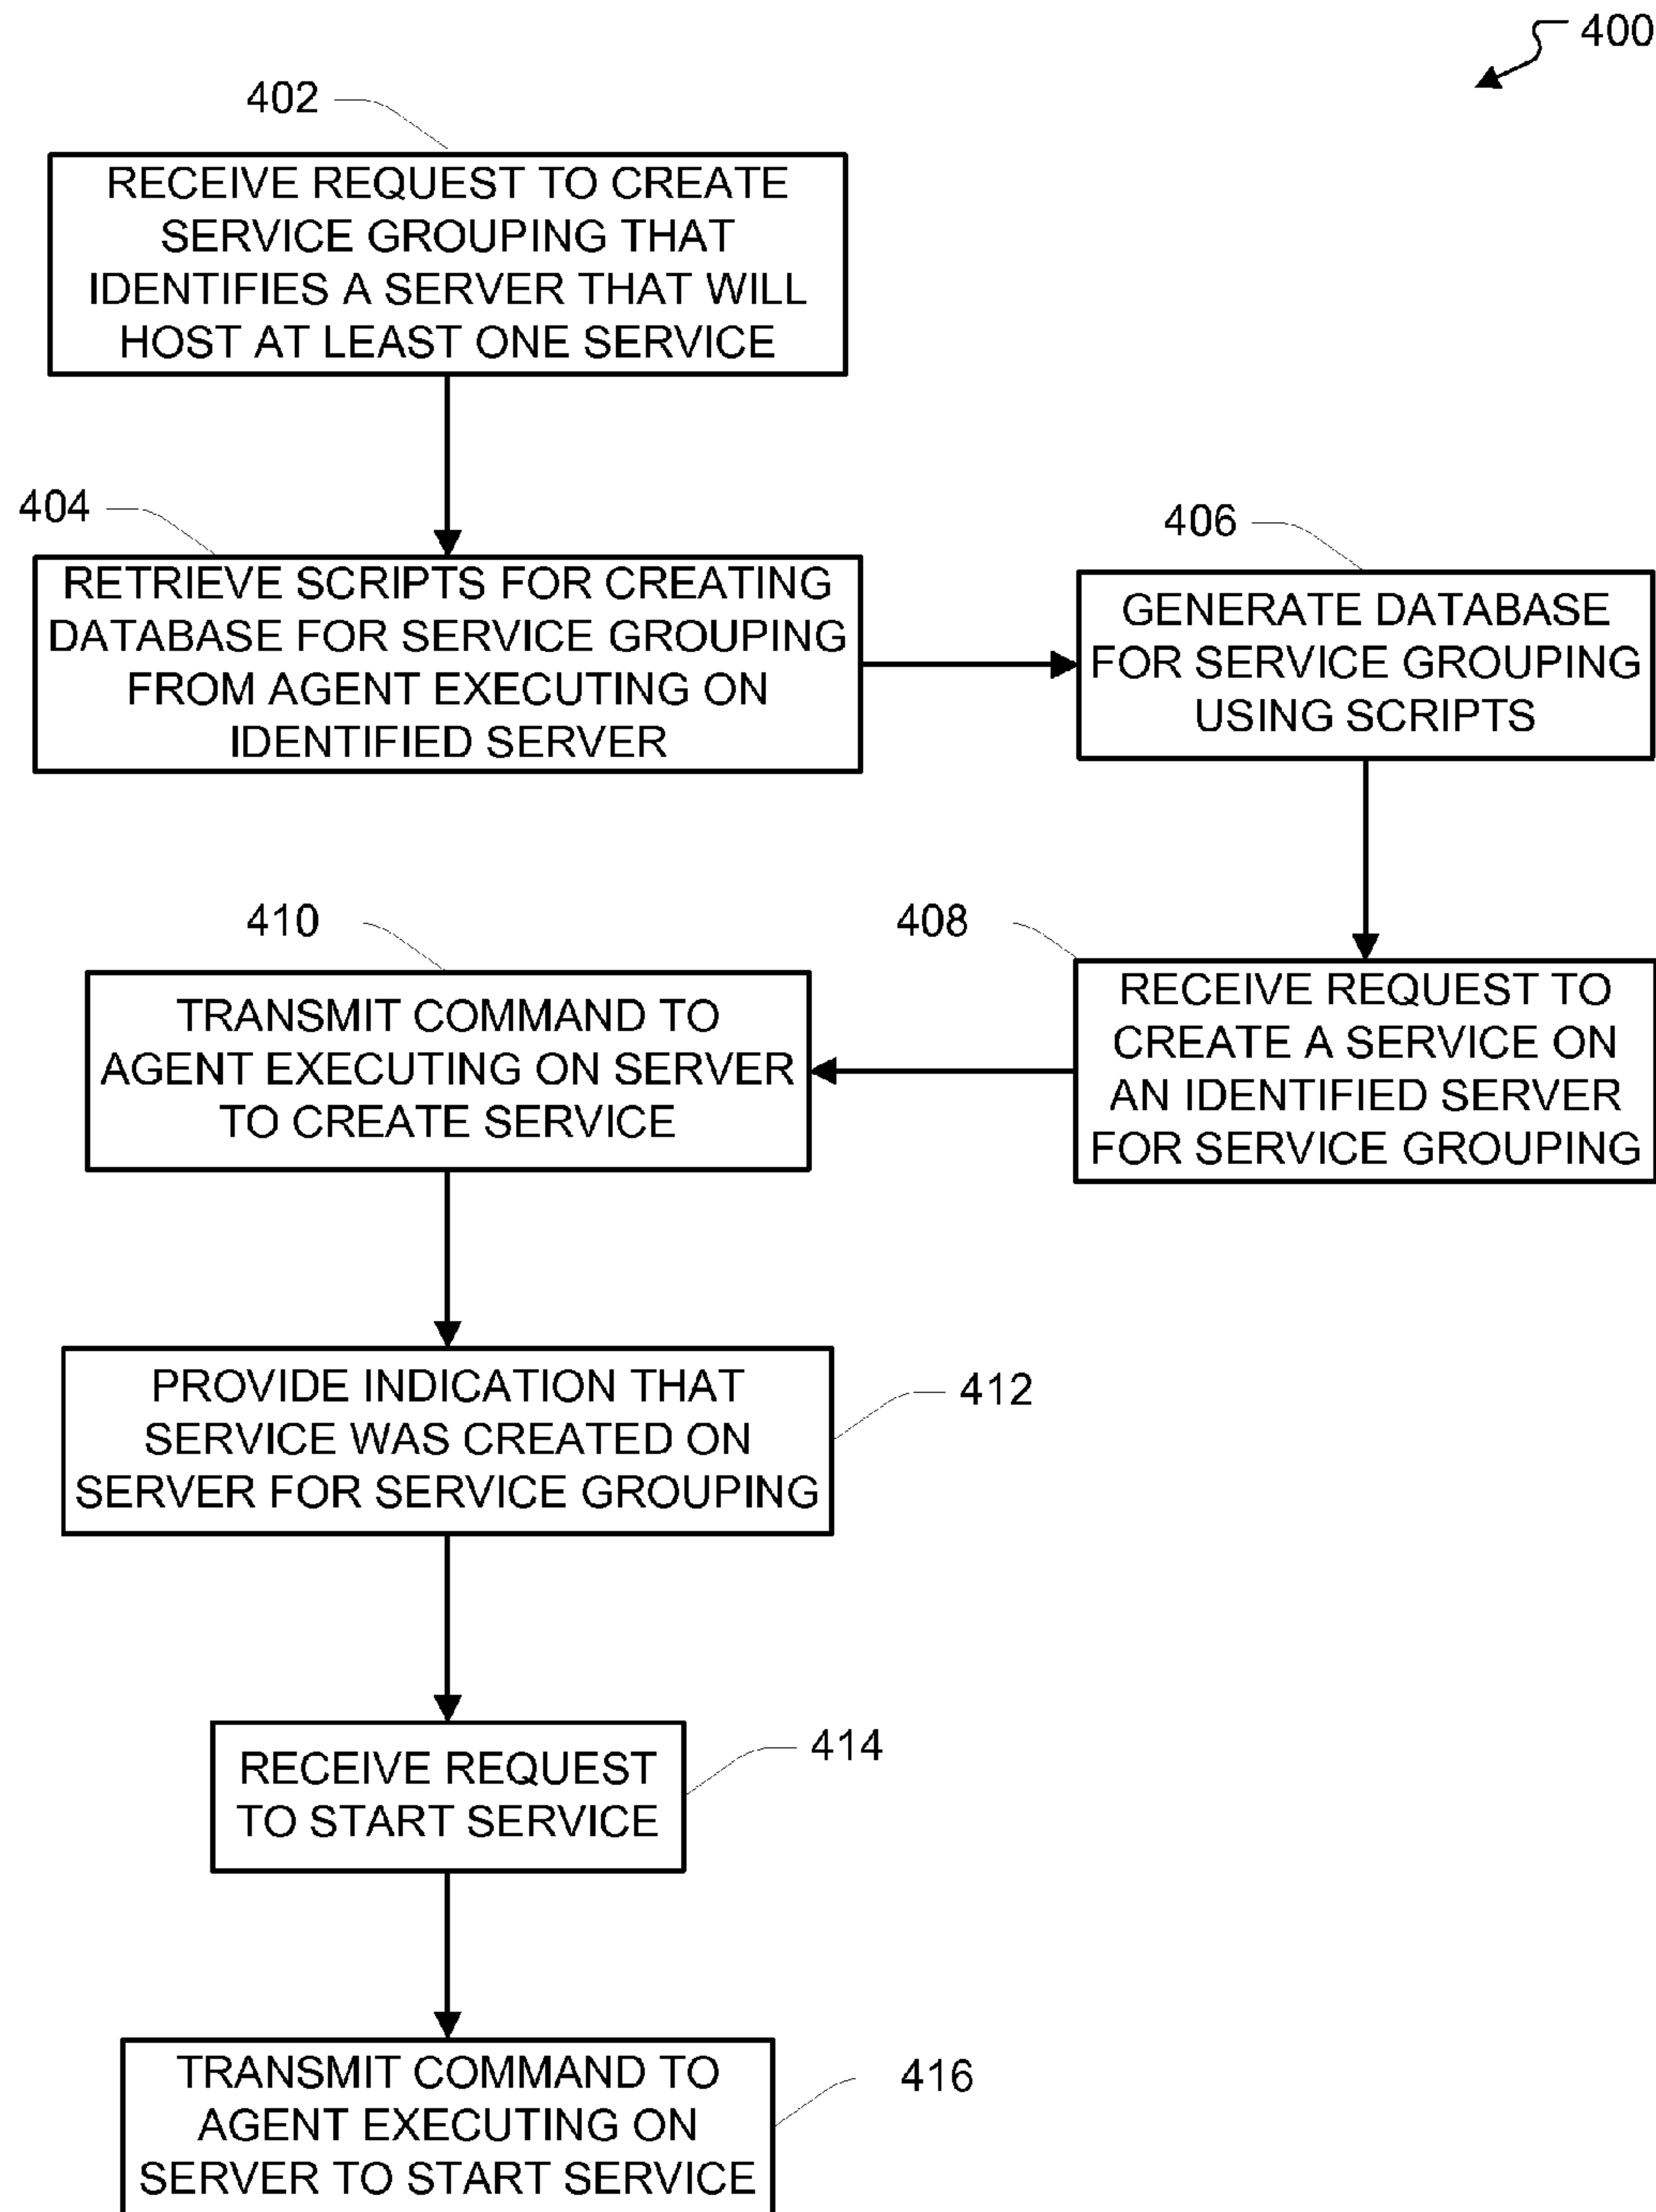 400
402
RECEIVE REQUEST TO CREATE
SERVICE GROUPING THAT
IDENTIFIES A SERVER THAT WILL
HOST AT LEAST ONE SERVICE
404
RETRIEVE SCRIPTS FOR CREATING
DATABASE FOR SERVICE GROUPING
FROM AGENT EXECUTING ON
IDENTIFIED SERVER
406
GENERATE DATABASE
FOR SERVICE GROUPING
USING SCRIPTS
408
RECEIVE REQUEST TO
CREATE A SERVICE ON
AN IDENTIFIED SERVER
FOR SERVICE GROUPING
410
TRANSMIT COMMAND TO
AGENT EXECUTING ON SERVER
TO CREATE SERVICE
412
PROVIDE INDICATION THAT
SERVICE WAS CREATED ON
SERVER FOR SERVICE GROUPING
414
RECEIVE REQUEST
TO START SERVICE
416
TRANSMIT COMMAND TO
AGENT EXECUTING ON
SERVER TO START SERVICE